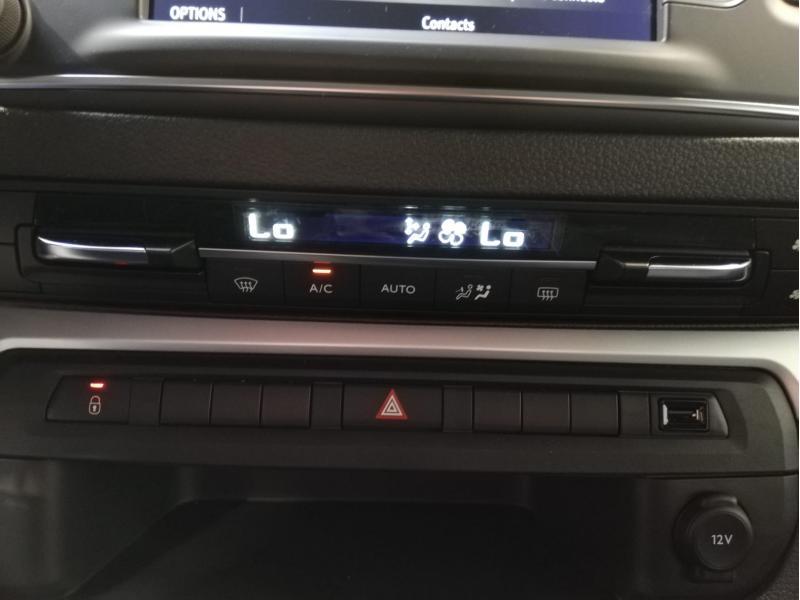 OPTIONS
Contacts
Lo Lo
A/C AUTO
12V